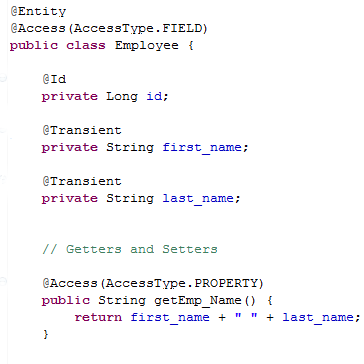 @Entity
@Access(AccessType.FIELD)
public class Employee {
@Id
private Long id;
@Transient
private String first_name;
@Transient
private String last_name;
// Getters and Setters
@Access(AccessType.PROPERTY)
public String getEmp_Name() {
return first_name + " " + last_name;
}